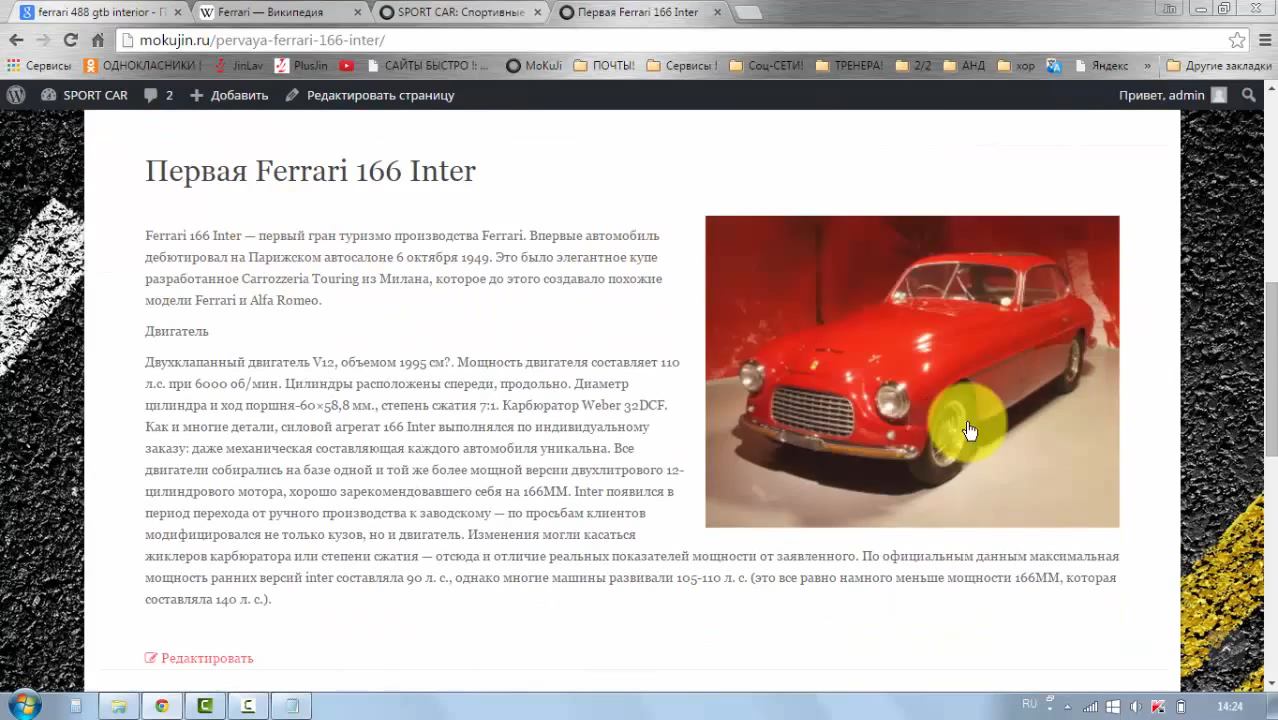 ferrari 488 gtb interior - П
Ferrari — Википедия
SPORT CAR: Спортивные
Первая Ferrari 166 Inter
Jin
mokujin.ru/pervaya-ferrari-166-inter/
Сервисы
ОДНОКЛАСНИКИ
JinLav
PlusJin
САЙТЫ БЫСТРО !: ...
MoKuJi
ПОЧТЫ!
Сервисы !
Соц-СЕТИ!
ТРЕНЕРА!
2/2
АНД
хор
Яндекс
»
Другие закладки
SPORT CAR
2
Добавить
Редактировать страницу
Привет, admin
Первая Ferrari 166 Inter
Ferrari 166 Inter — первый гран туризмо производства Ferrari. Впервые автомобиль
дебютировал на Парижском автосалоне 6 октября 1949. Это было элегантное купе
разработанное Carrozzeria Touring из Милана, которое до этого создавало похожие
модели Ferrari и Alfa Romeo.
Двигатель
Двухклапанный двигатель V12, объемом 1995 см?. Мощность двигателя составляет 110
л.с. при 6000 об/мин. Цилиндры расположены спереди, продольно. Диаметр
цилиндра и ход поршня-60×58,8 мм., степень сжатия 7:1. Карбюратор Weber 32DCF.
Как и многие детали, силовой агрегат 166 Inter выполнялся по индивидуальному
заказу: даже механическая составляющая каждого автомобиля уникальна. Все
двигатели собирались на базе одной и той же более мощной версии двухлитрового 12-
цилиндрового мотора, хорошо зарекомендовавшего себя на 166MM. Inter появился в
период перехода от ручного производства к заводскому — по просьбам клиентов
модифицировался не только кузов, но и двигатель. Изменения могли касаться
жиклеров карбюратора или степени сжатия — отсюда и отличие реальных показателей мощности от заявленного. По официальным данным максимальная
мощность ранних версий inter составляла 90 л. с., однако многие машины развивали 105-110 л. с. (это все равно намного меньше мощности 166MM, которая
составляла 140 л. с.).
Редактировать
RU
14:24